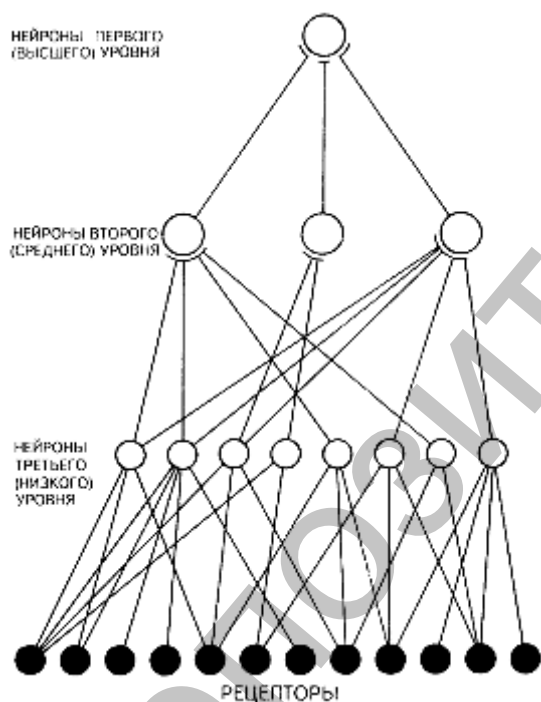 НЕЙРОНЫ ПЕРВОГО
(ВЫСШЕГО) УРОВНЯ
НЕЙРОНЫ ВТОРОГО
(СРЕДНЕГО) УРОВНЯ
НЕЙРОНЫ
ТРЕТЬЕГО
(НИЗКОГО)
УРОВНЯ
РЕЦЕПТОРЫ